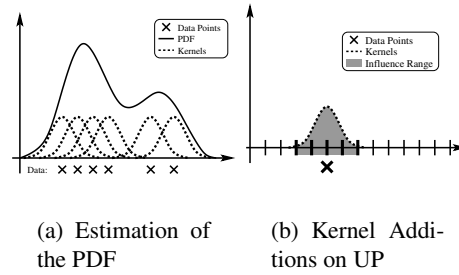 Data Points
PDF
Kernels
Data:
Data Points
Kernels
Influence Range
(a) Estimation of
the PDF
(b) Kernel Addi-
tions on UP